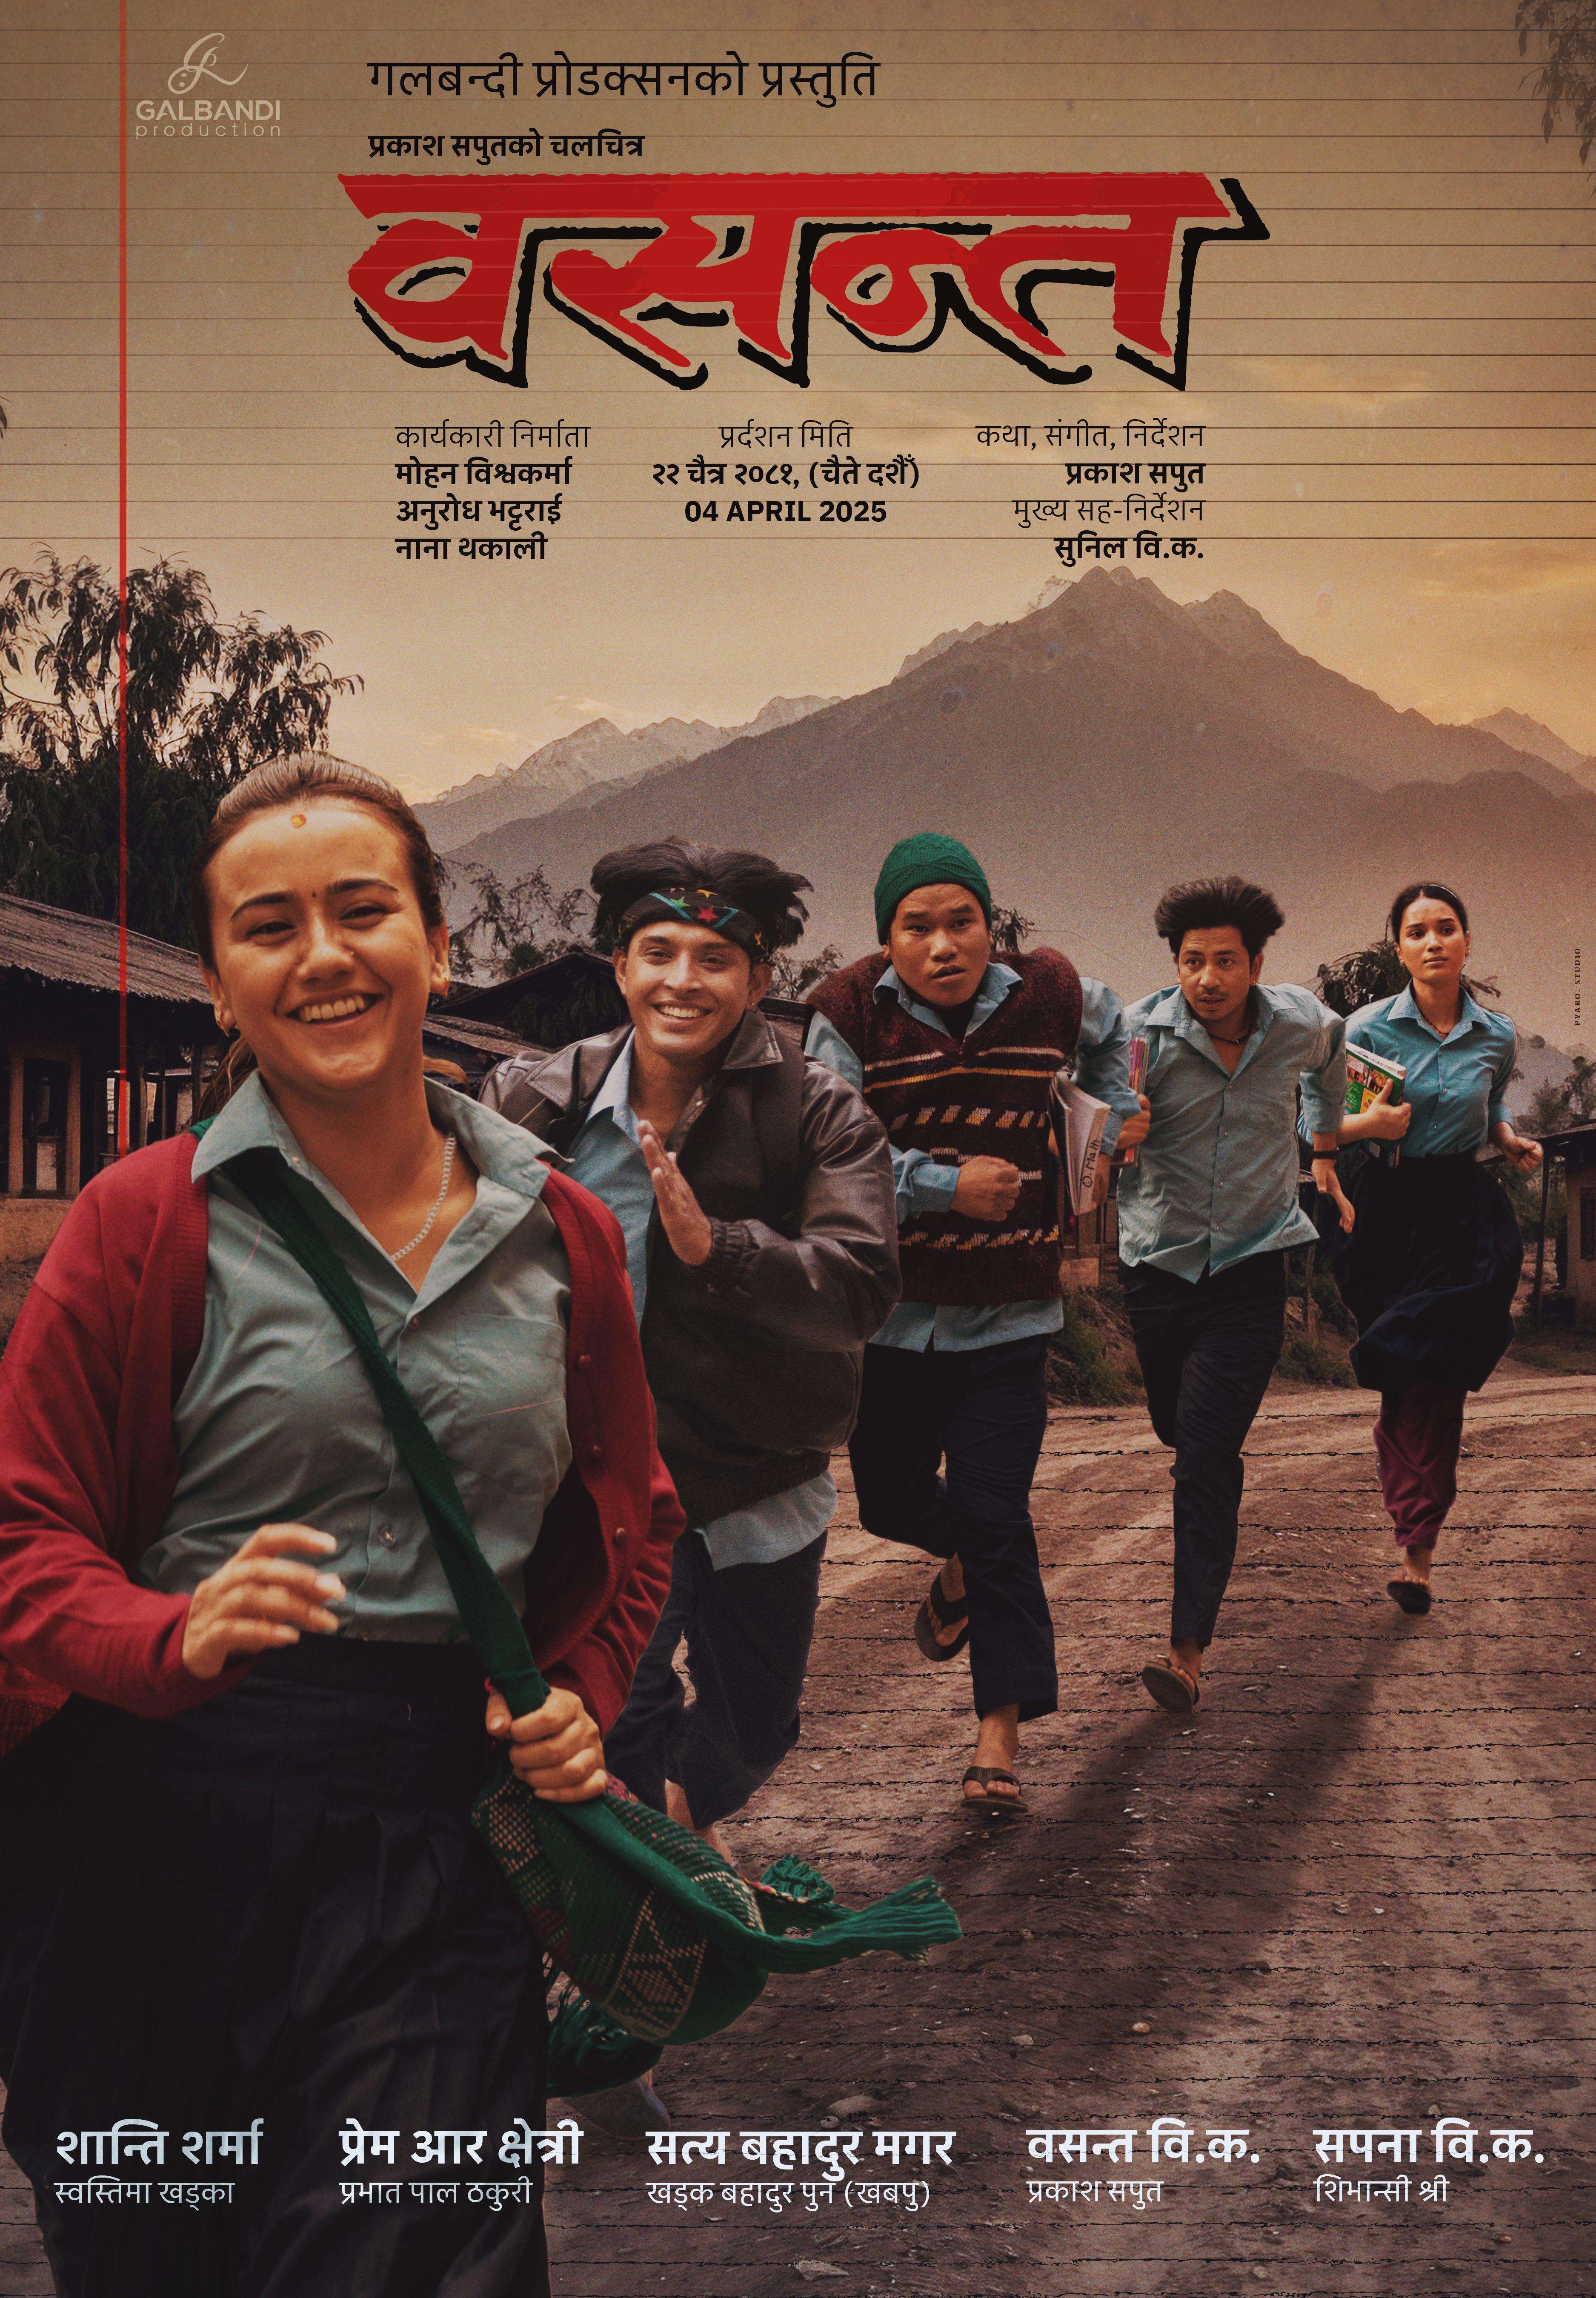 GALBANDI
production
गलबन्दी प्रोडक्सनको प्रस्तुति
प्रकाश सपुतको चलचित्र
वसन्त
कार्यकारी निर्माता
मोहन विश्वकर्मा
अनुरोध भट्टराई
नाना थकाली
प्रर्दशन मिति
२२ चैत्र २०८१, (चैते दशैँ)
04 APRIL 2025
कथा, संगीत, निर्देशन
प्रकाश सपुत
मुख्य सह-निर्देशन
सुनिल वि.क.
PYARO. STUDIO
O. Math
शान्ति शर्मा
स्वस्तिमा खड्का
प्रेम आर क्षेत्री
प्रभात पाल ठकुरी
सत्य बहादुर मगर
खड्क बहादुर पुन (खबपु)
वसन्त वि.क.
प्रकाश सपुत
सपना वि.क.
शिभान्सी श्री